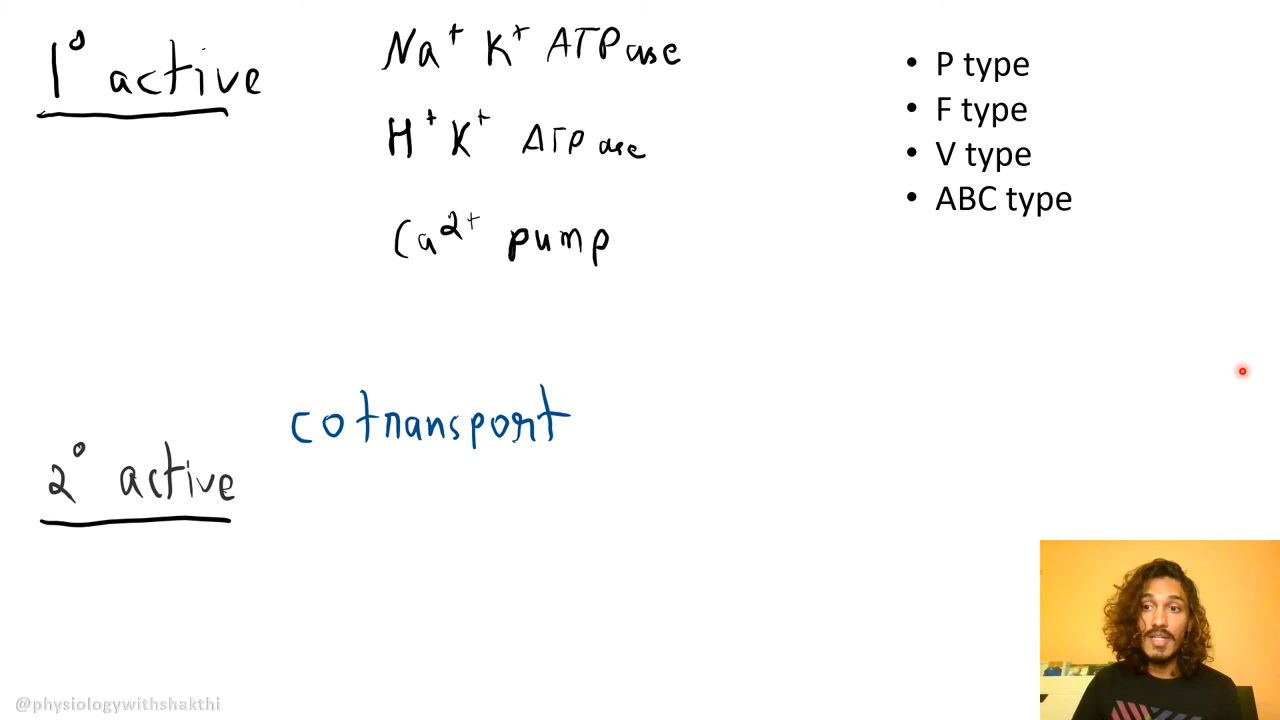 1° active
Na⁺ K⁺ ATPase
H⁺ K⁺ ATPase
Ca²⁺ pump
• P type
• F type
• V type
• ABC type
cotransport
2° active
@physiologywithshakthi